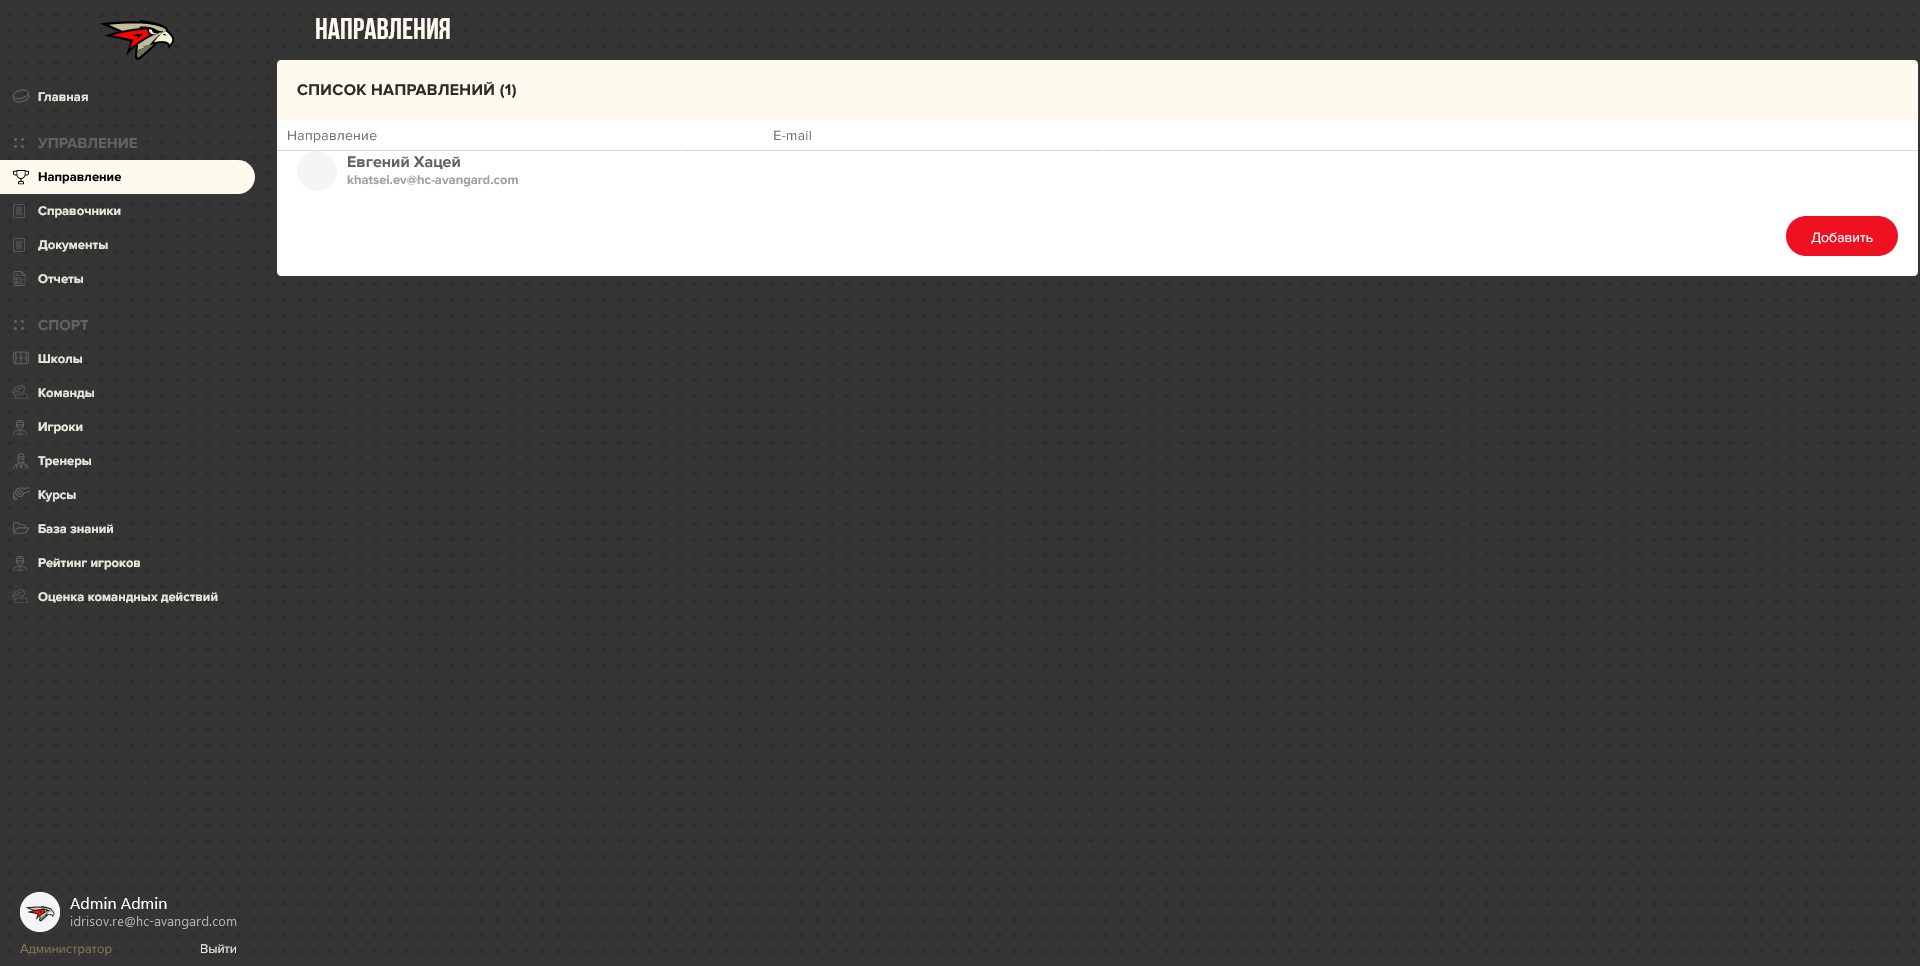 НАПРАВЛЕНИЯ
СПИСОК НАПРАВЛЕНИЙ (1)
Направление E-mail
Евгений Хацей
khatsei.ev@hc-avangard.com
Добавить
Главная
УПРАВЛЕНИЕ
Направление
Справочники
Документы
Отчеты
СПОРТ
Школы
Команды
Игроки
Тренеры
Курсы
База знаний
Рейтинг игроков
Оценка командных действий
Admin Admin
idrisov.re@hc-avangard.com
Администратор Выйти